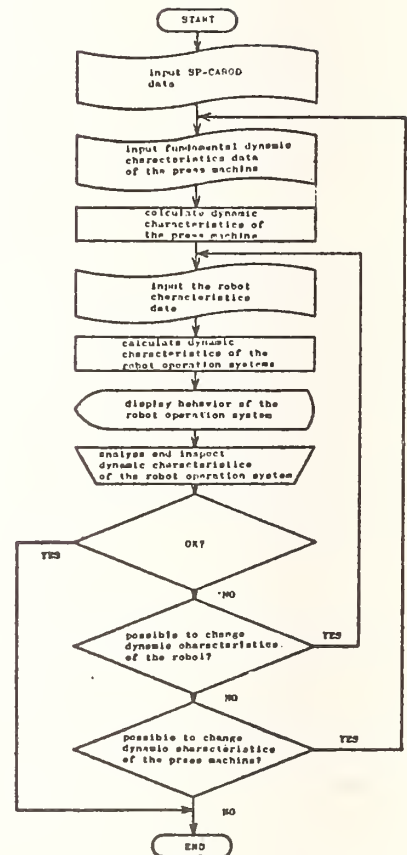 START
input SP-CAROD
data
input fundamental dynamic
characteristics data
of the press machine
calculate dynamic
characteristics of
the press machine
input the robot
characteristics
data
calculate dynamic
characteristics of the
robot operation systems
display behavior of the
robot operation system
analyse and inspect
dynamic characteristics
of the robot operation system
OK?
YES
NO
possible to change
dynamic characteristics
of the robot?
YES
NO
possible to change
dynamic characteristics
of the press machine?
YES
NO
END